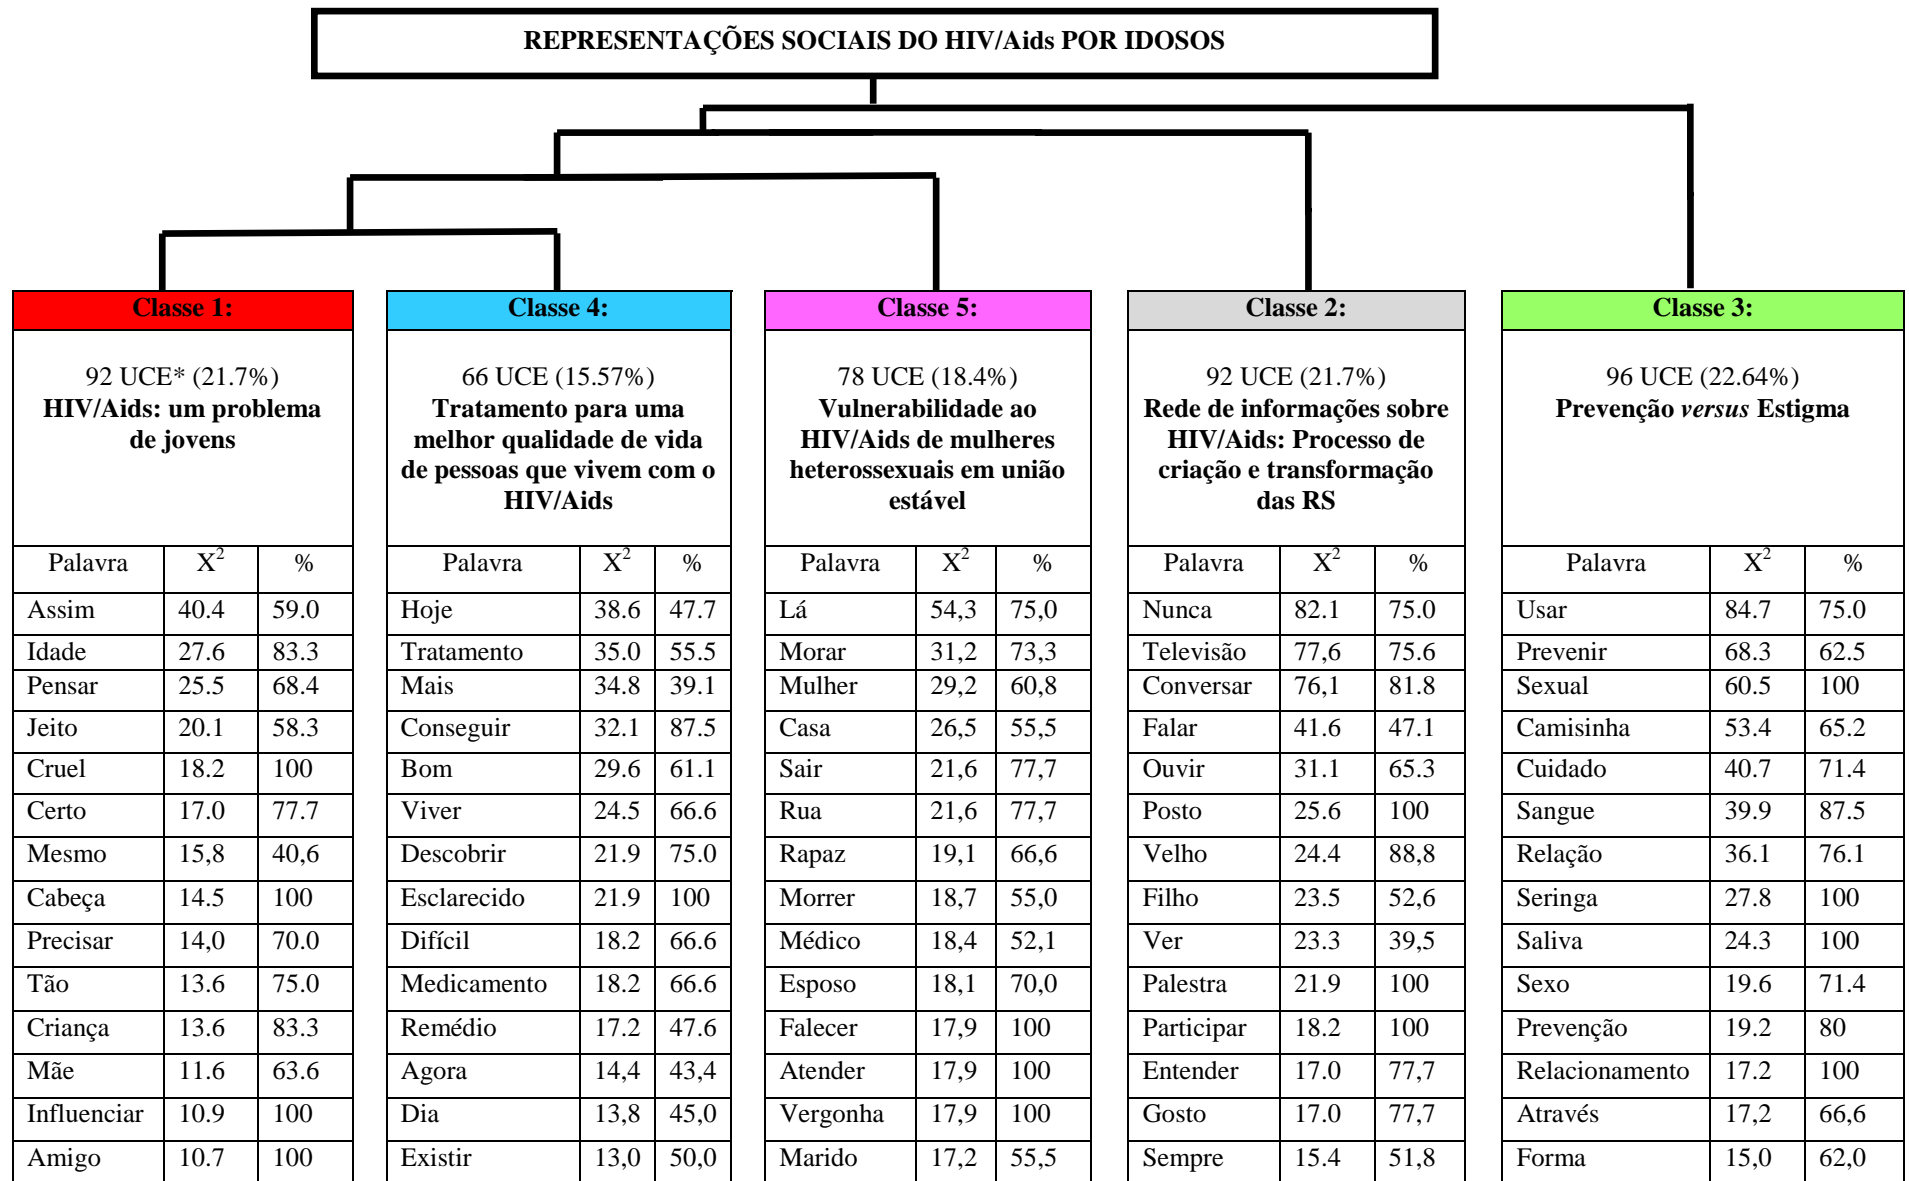 REPRESENTAÇÕES SOCIAIS DO HIV/Aids POR IDOSOS
Classe 1:
92 UCE* (21.7%)
HIV/Aids: um problema
de jovens
Palavra X² %
Assim 40.4 59.0
Idade 27.6 83.3
Pensar 25.5 68.4
Jeito 20.1 58.3
Cruel 18.2 100
Certo 17.0 77.7
Mesmo 15,8 40,6
Cabeça 14.5 100
Precisar 14,0 70.0
Tão 13.6 75.0
Criança 13.6 83.3
Mãe 11.6 63.6
Influenciar 10.9 100
Amigo 10.7 100
Classe 4:
66 UCE (15.57%)
Tratamento para uma
melhor qualidade de vida
de pessoas que vivem com o
HIV/Aids
Palavra X² %
Hoje 38.6 47.7
Tratamento 35.0 55.5
Mais 34.8 39.1
Conseguir 32.1 87.5
Bom 29.6 61.1
Viver 24.5 66.6
Descobrir 21.9 75.0
Esclarecido 21.9 100
Difícil 18.2 66.6
Medicamento 18.2 66.6
Remédio 17.2 47.6
Agora 14,4 43,4
Dia 13,8 45,0
Existir 13,0 50,0
Classe 5:
78 UCE (18.4%)
Vulnerabilidade ao
HIV/Aids de mulheres
heterossexuais em união
estável
Palavra X² %
Lá 54,3 75,0
Morar 31,2 73,3
Mulher 29,2 60,8
Casa 26,5 55,5
Sair 21,6 77,7
Rua 21,6 77,7
Rapaz 19,1 66,6
Morrer 18,7 55,0
Médico 18,4 52,1
Esposo 18,1 70,0
Falecer 17,9 100
Atender 17,9 100
Vergonha 17,9 100
Marido 17,2 55,5
Classe 2:
92 UCE (21.7%)
Rede de informações sobre
HIV/Aids: Processo de
criação e transformação
das RS
Palavra X² %
Nunca 82.1 75.0
Televisão 77,6 75.6
Conversar 76,1 81.8
Falar 41.6 47.1
Ouvir 31.1 65.3
Posto 25.6 100
Velho 24.4 88,8
Filho 23.5 52,6
Ver 23.3 39,5
Palestra 21.9 100
Participar 18.2 100
Entender 17.0 77,7
Gosto 17.0 77,7
Sempre 15.4 51,8
Classe 3:
96 UCE (22.64%)
Prevenção versus Estigma
Palavra X² %
Usar 84.7 75.0
Prevenir 68.3 62.5
Sexual 60.5 100
Camisinha 53.4 65.2
Cuidado 40.7 71.4
Sangue 39.9 87.5
Relação 36.1 76.1
Seringa 27.8 100
Saliva 24.3 100
Sexo 19.6 71.4
Prevenção 19.2 80
Relacionamento 17.2 100
Através 17,2 66,6
Forma 15,0 62,0